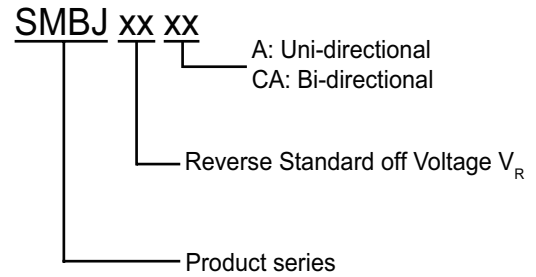 SMBJ xx xx
A: Uni-directional
CA: Bi-directional
Reverse Standard off Voltage VR
Product series